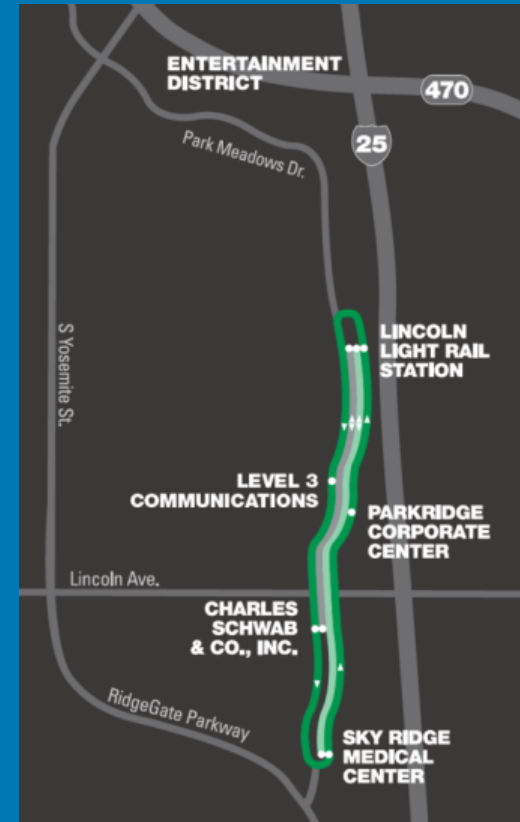 ENTERTAINMENT
DISTRICT
470
25
Park Meadows Dr.
S Yosemite St.
LINCOLN
LIGHT RAIL
STATION
LEVEL 3
COMMUNICATIONS
PARKRIDGE
CORPORATE
CENTER
Lincoln Ave.
CHARLES
SCHWAB
& CO., INC.
RidgeGate Parkway
SKY RIDGE
MEDICAL
CENTER